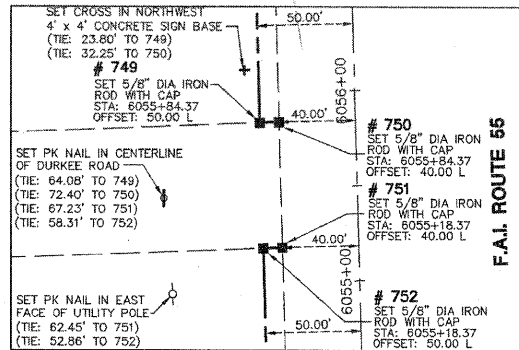 SET CROSS IN NORTHWEST
4' x 4' CONCRETE SIGN BASE
(TIE: 23.80' TO 749)
(TIE: 32.25' TO 750)
# 749
SET 5/8" DIA IRON
ROD WITH CAP
STA: 6055+84.37
OFFSET: 50.00 L
50.00'
40.00'
6056+00
# 750
SET 5/8" DIA IRON
ROD WITH CAP
STA: 6055+84.37
OFFSET: 40.00 L
SET PK NAIL IN CENTERLINE
OF DURKEE ROAD
(TIE: 64.08' TO 749)
(TIE: 72.40' TO 750)
(TIE: 67.23' TO 751)
(TIE: 58.31' TO 752)
# 751
SET 5/8" DIA IRON
ROD WITH CAP
STA: 6055+18.37
OFFSET: 40.00 L
40.00'
6055+00
F.A.I. ROUTE 55
SET PK NAIL IN EAST
FACE OF UTILITY POLE
(TIE: 62.45' TO 751)
(TIE: 52.86' TO 752)
50.00'
# 752
SET 5/8" DIA IRON
ROD WITH CAP
STA: 6055+18.37
OFFSET: 50.00 L